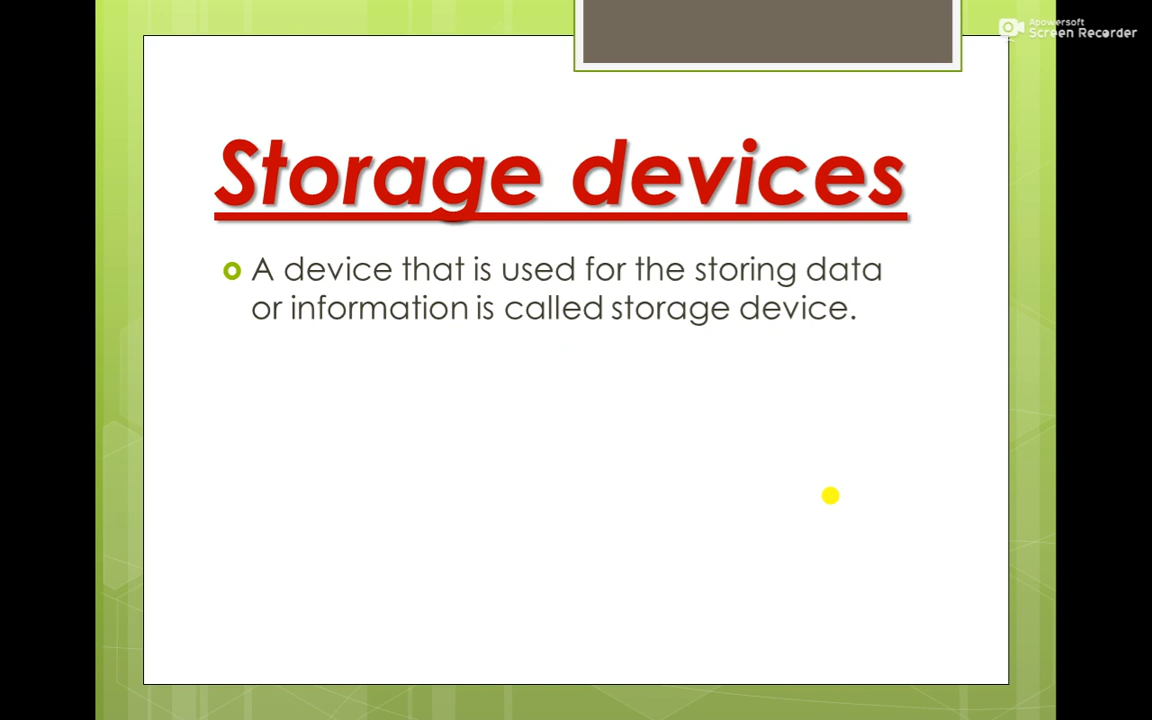 Apowersoft
Screen Recorder
Storage devices
A device that is used for the storing data
or information is called storage device.